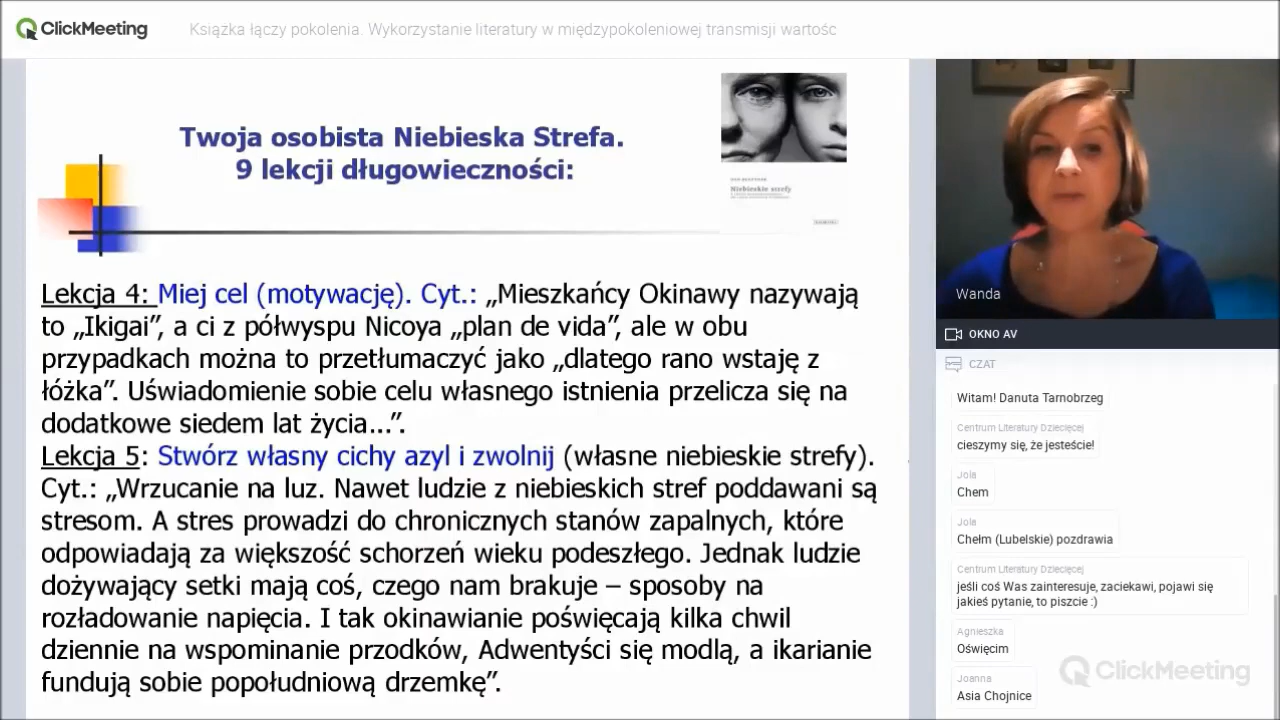 ClickMeeting
Książka łączy pokolenia. Wykorzystanie literatury w międzypokoleniowej transmisji wartośc
Twoja osobista Niebieska Strefa.
9 lekcji długowieczności:
Niebieskie strefy
Lekcja 4: Miej cel (motywację). Cyt.: „Mieszkańcy Okinawy nazywają
to „Ikigai”, a ci z półwyspu Nicoya „plan de vida”, ale w obu
przypadkach można to przetłumaczyć jako „dlatego rano wstaję z
łóżka”. Uświadomienie sobie celu własnego istnienia przelicza się na
dodatkowe siedem lat życia...”.
Lekcja 5: Stwórz własny cichy azyl i zwolnij (własne niebieskie strefy).
Cyt.: „Wrzucanie na luz. Nawet ludzie z niebieskich stref poddawani są
stresom. A stres prowadzi do chronicznych stanów zapalnych, które
odpowiadają za większość schorzeń wieku podeszłego. Jednak ludzie
dożywający setki mają coś, czego nam brakuje – sposoby na
rozładowanie napięcia. I tak okinawianie poświęcają kilka chwil
dziennie na wspominanie przodków, Adwentyści się modlą, a ikarianie
fundują sobie popołudniową drzemkę”.
Wanda
OKNO AV
CZAT
Witam! Danuta Tarnobrzeg
Centrum Literatury Dziecięcej
cieszymy się, że jesteście!
Jola
Chem
Jola
Chełm (Lubelskie) pozdrawia
Centrum Literatury Dziecięcej
jeśli coś Was zainteresuje, zaciekawi, pojawi się
jakieś pytanie, to piszcie :)
Agnieszka
Oświęcim
Joanna
Asia Chojnice
ClickMeeting